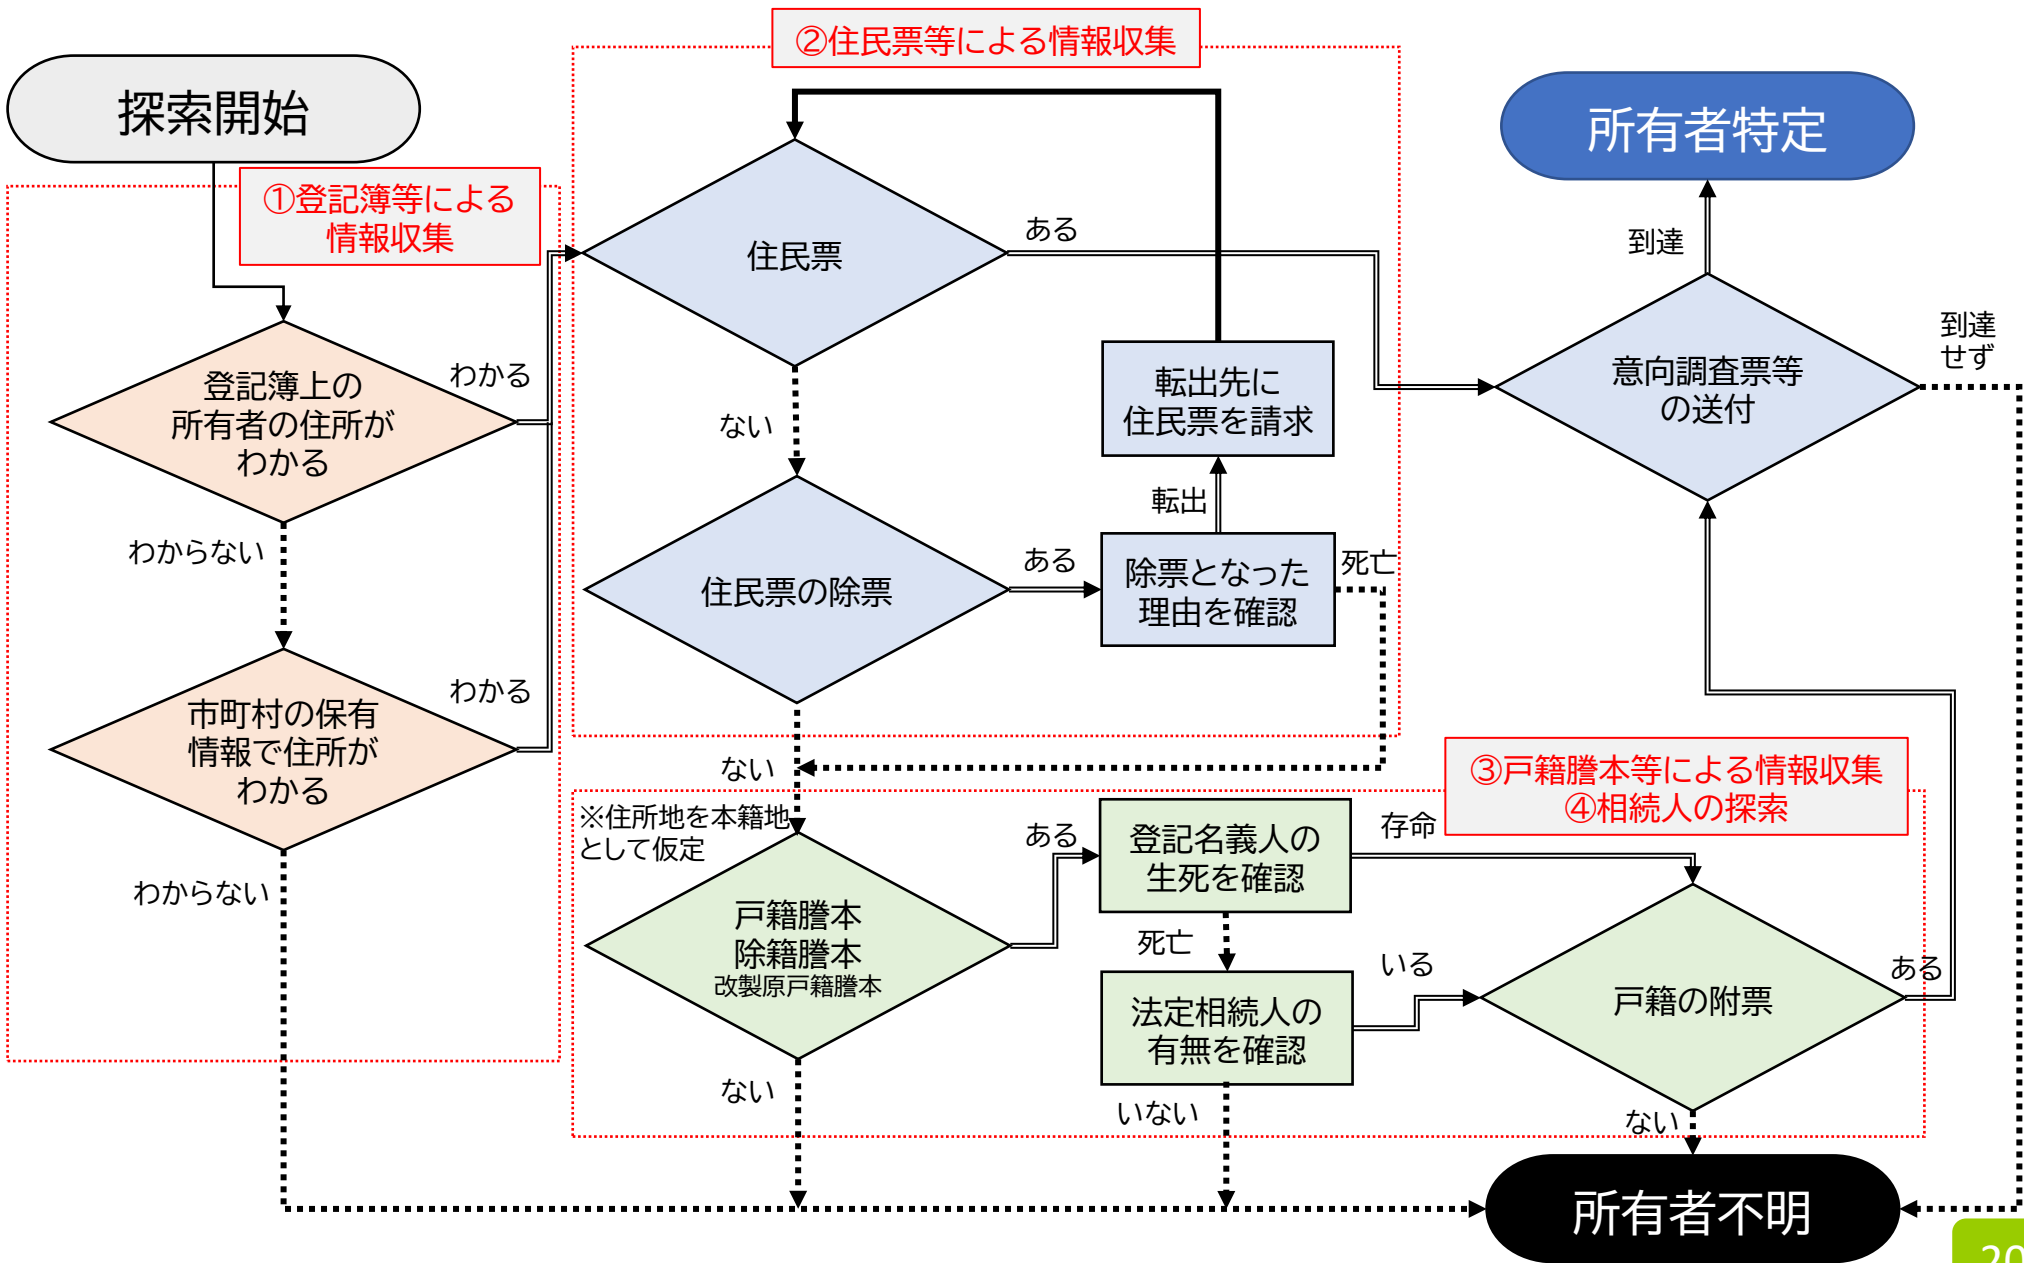 ②住民票等による情報収集
探索開始
所有者特定
①登記簿等による
情報収集
ある
到達
住民票
到達
せず
登記簿上の
所有者の住所が
わかる
わかる
ない
転出先に
住民票を請求
意向調査票等
の送付
転出
わからない
住民票の除票
ある
除票となった
理由を確認
死亡
市町村の保有
情報で住所が
わかる
わかる
ない
③戸籍謄本等による情報収集
④相続人の探索
※住所地を本籍地
として仮定
ある
登記名義人の
生死を確認
存命
わからない
戸籍謄本
除籍謄本
改製原戸籍謄本
死亡
いる
ある
法定相続人の
有無を確認
戸籍の附票
ない
いない
ない
所有者不明